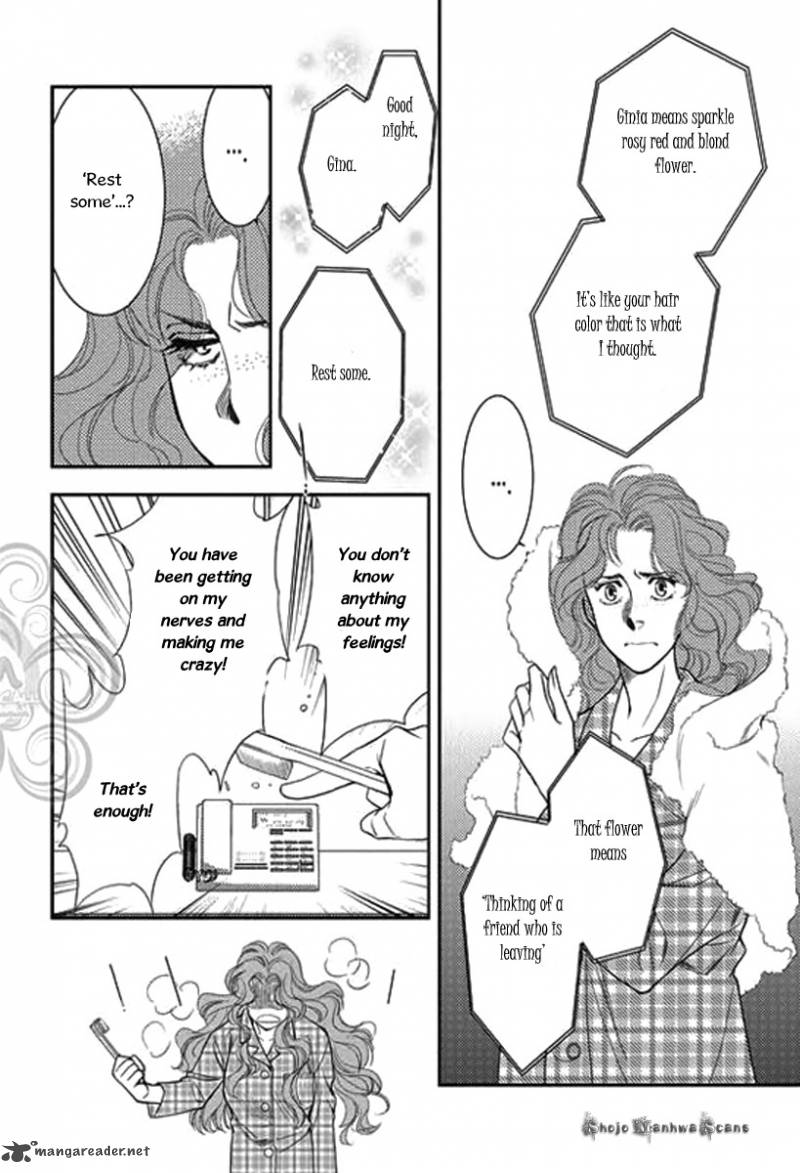 Ginia means sparkle
rosy red and blond
flower.
It's like your hair
color that is what
I thought.
....
That flower
means
'Thinking of a
friend who is
leaving'
Good
night,
Gina.
Rest some.
....
'Rest
some'...?
You don't
know
anything
about my
feelings!
You have
been getting
on my
nerves and
making me
crazy!
That's
enough!
Shojo Manhwa Scans
mangareader.net